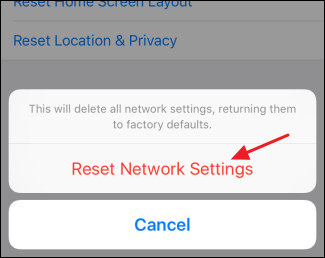 Reset Home Screen Layout
Reset Location & Privacy
This will delete all network settings, returning them
to factory defaults.
Reset Network Settings
Cancel